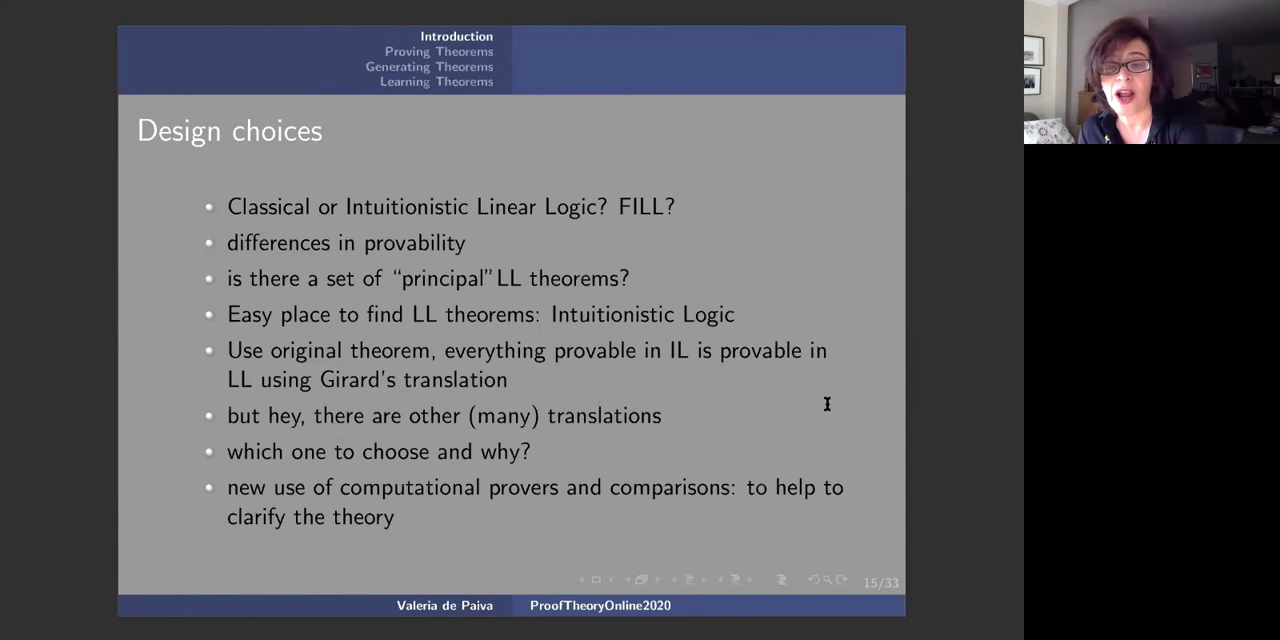 Introduction
Proving Theorems
Generating Theorems
Learning Theorems
Design choices
Classical or Intuitionistic Linear Logic? FILL?
differences in provability
is there a set of “principal”LL theorems?
Easy place to find LL theorems: Intuitionistic Logic
Use original theorem, everything provable in IL is provable in
LL using Girard's translation
but hey, there are other (many) translations
which one to choose and why?
new use of computational provers and comparisons: to help to
clarify the theory
15/33
Valeria de Paiva
ProofTheoryOnline2020